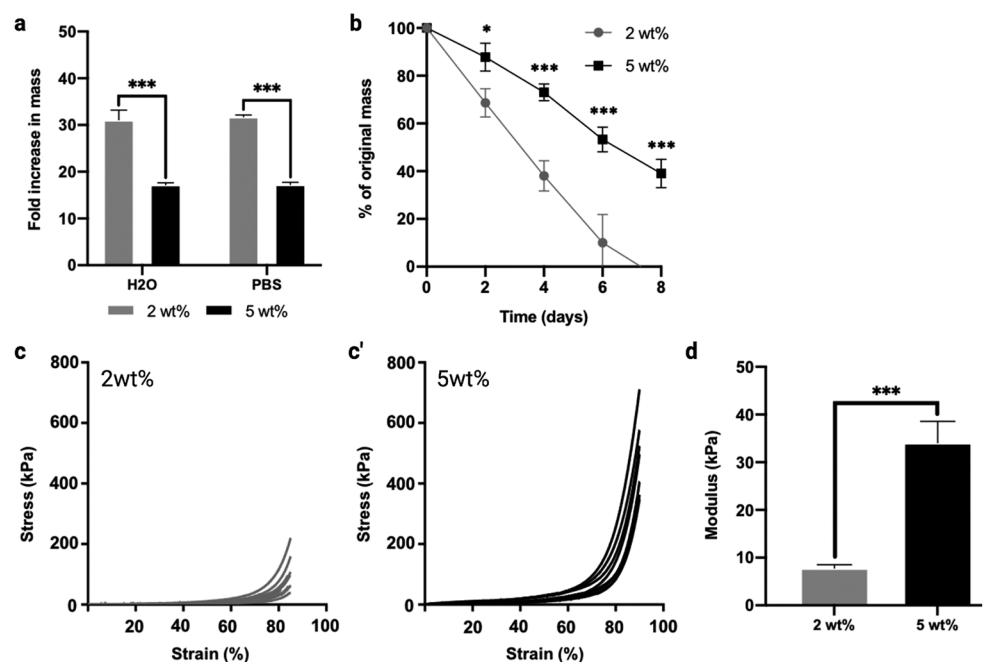 a
50
40
30
20
10
0
Fold increase in mass
***
***
H2O
PBS
2 wt%
5 wt%
b
100
80
60
40
20
0
% of original mass
*
***
***
***
2 wt%
5 wt%
0
2
4
6
8
Time (days)
c
800
600
400
200
0
Stress (kPa)
2wt%
20
40
60
80
100
Strain (%)
c'
800
600
400
200
0
Stress (kPa)
5wt%
20
40
60
80
100
Strain (%)
d
50
40
30
20
10
0
Modulus (kPa)
***
2 wt%
5 wt%